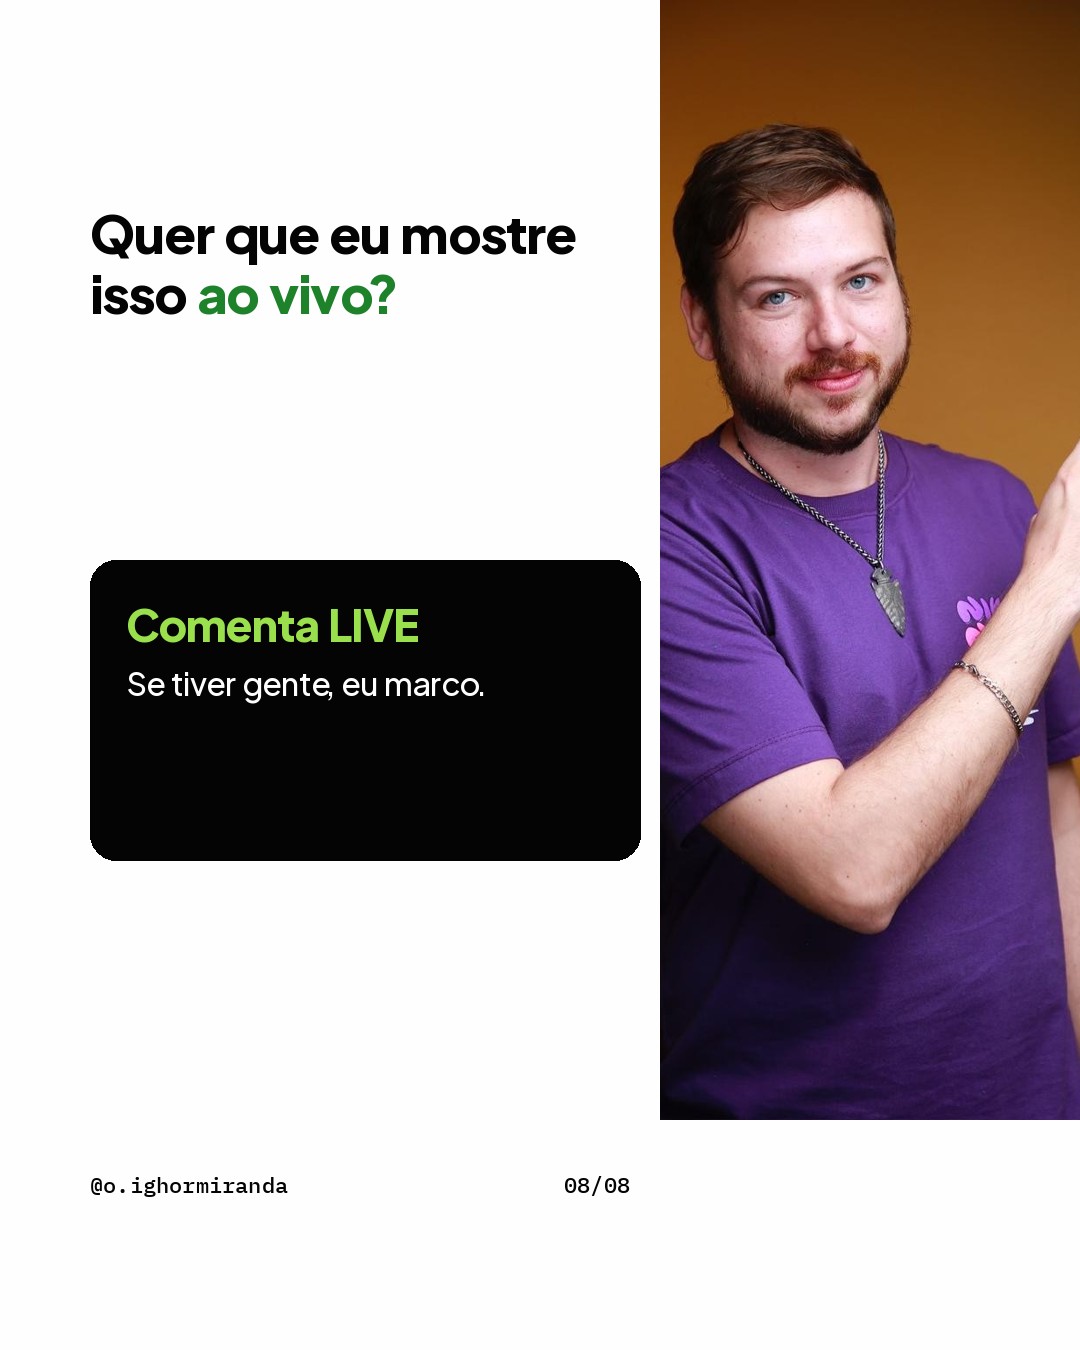 Quer que eu mostre
isso ao vivo?
Comenta LIVE
Se tiver gente, eu marco.
@o.ighormiranda
08/08